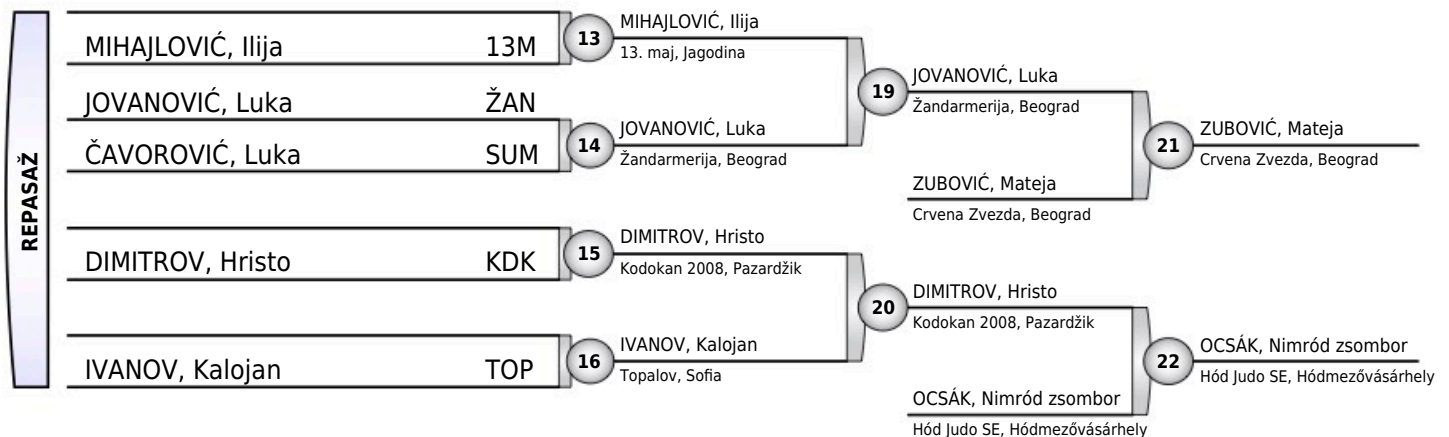 REPASAŽ
MIHAJLOVIĆ, Ilija 13M
JOVANOVIĆ, Luka ŽAN
ČAVOROVIĆ, Luka SUM
DIMITROV, Hristo KDK
IVANOV, Kalojan TOP
13
MIHAJLOVIĆ, Ilija
13. maj, Jagodina
14
JOVANOVIĆ, Luka
Žandarmerija, Beograd
15
DIMITROV, Hristo
Kodokan 2008, Pazardžik
16
IVANOV, Kalojan
Topalov, Sofia
19
JOVANOVIĆ, Luka
Žandarmerija, Beograd
ZUBOVIĆ, Mateja
Crvena Zvezda, Beograd
20
DIMITROV, Hristo
Kodokan 2008, Pazardžik
OCSÁK, Nimród zsombor
Hód Judo SE, Hódmezővásárhely
21
ZUBOVIĆ, Mateja
Crvena Zvezda, Beograd
22
OCSÁK, Nimród zsombor
Hód Judo SE, Hódmezővásárhely